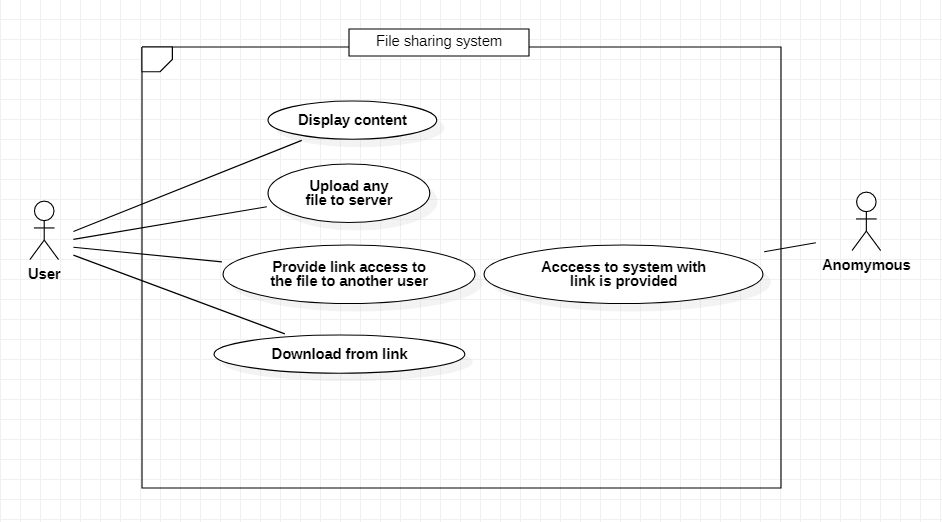 File sharing system
Display content
Upload any
file to server
User
Provide link access to
the file to another user
Acccess to system with
link is provided
Anomymous
Download from link